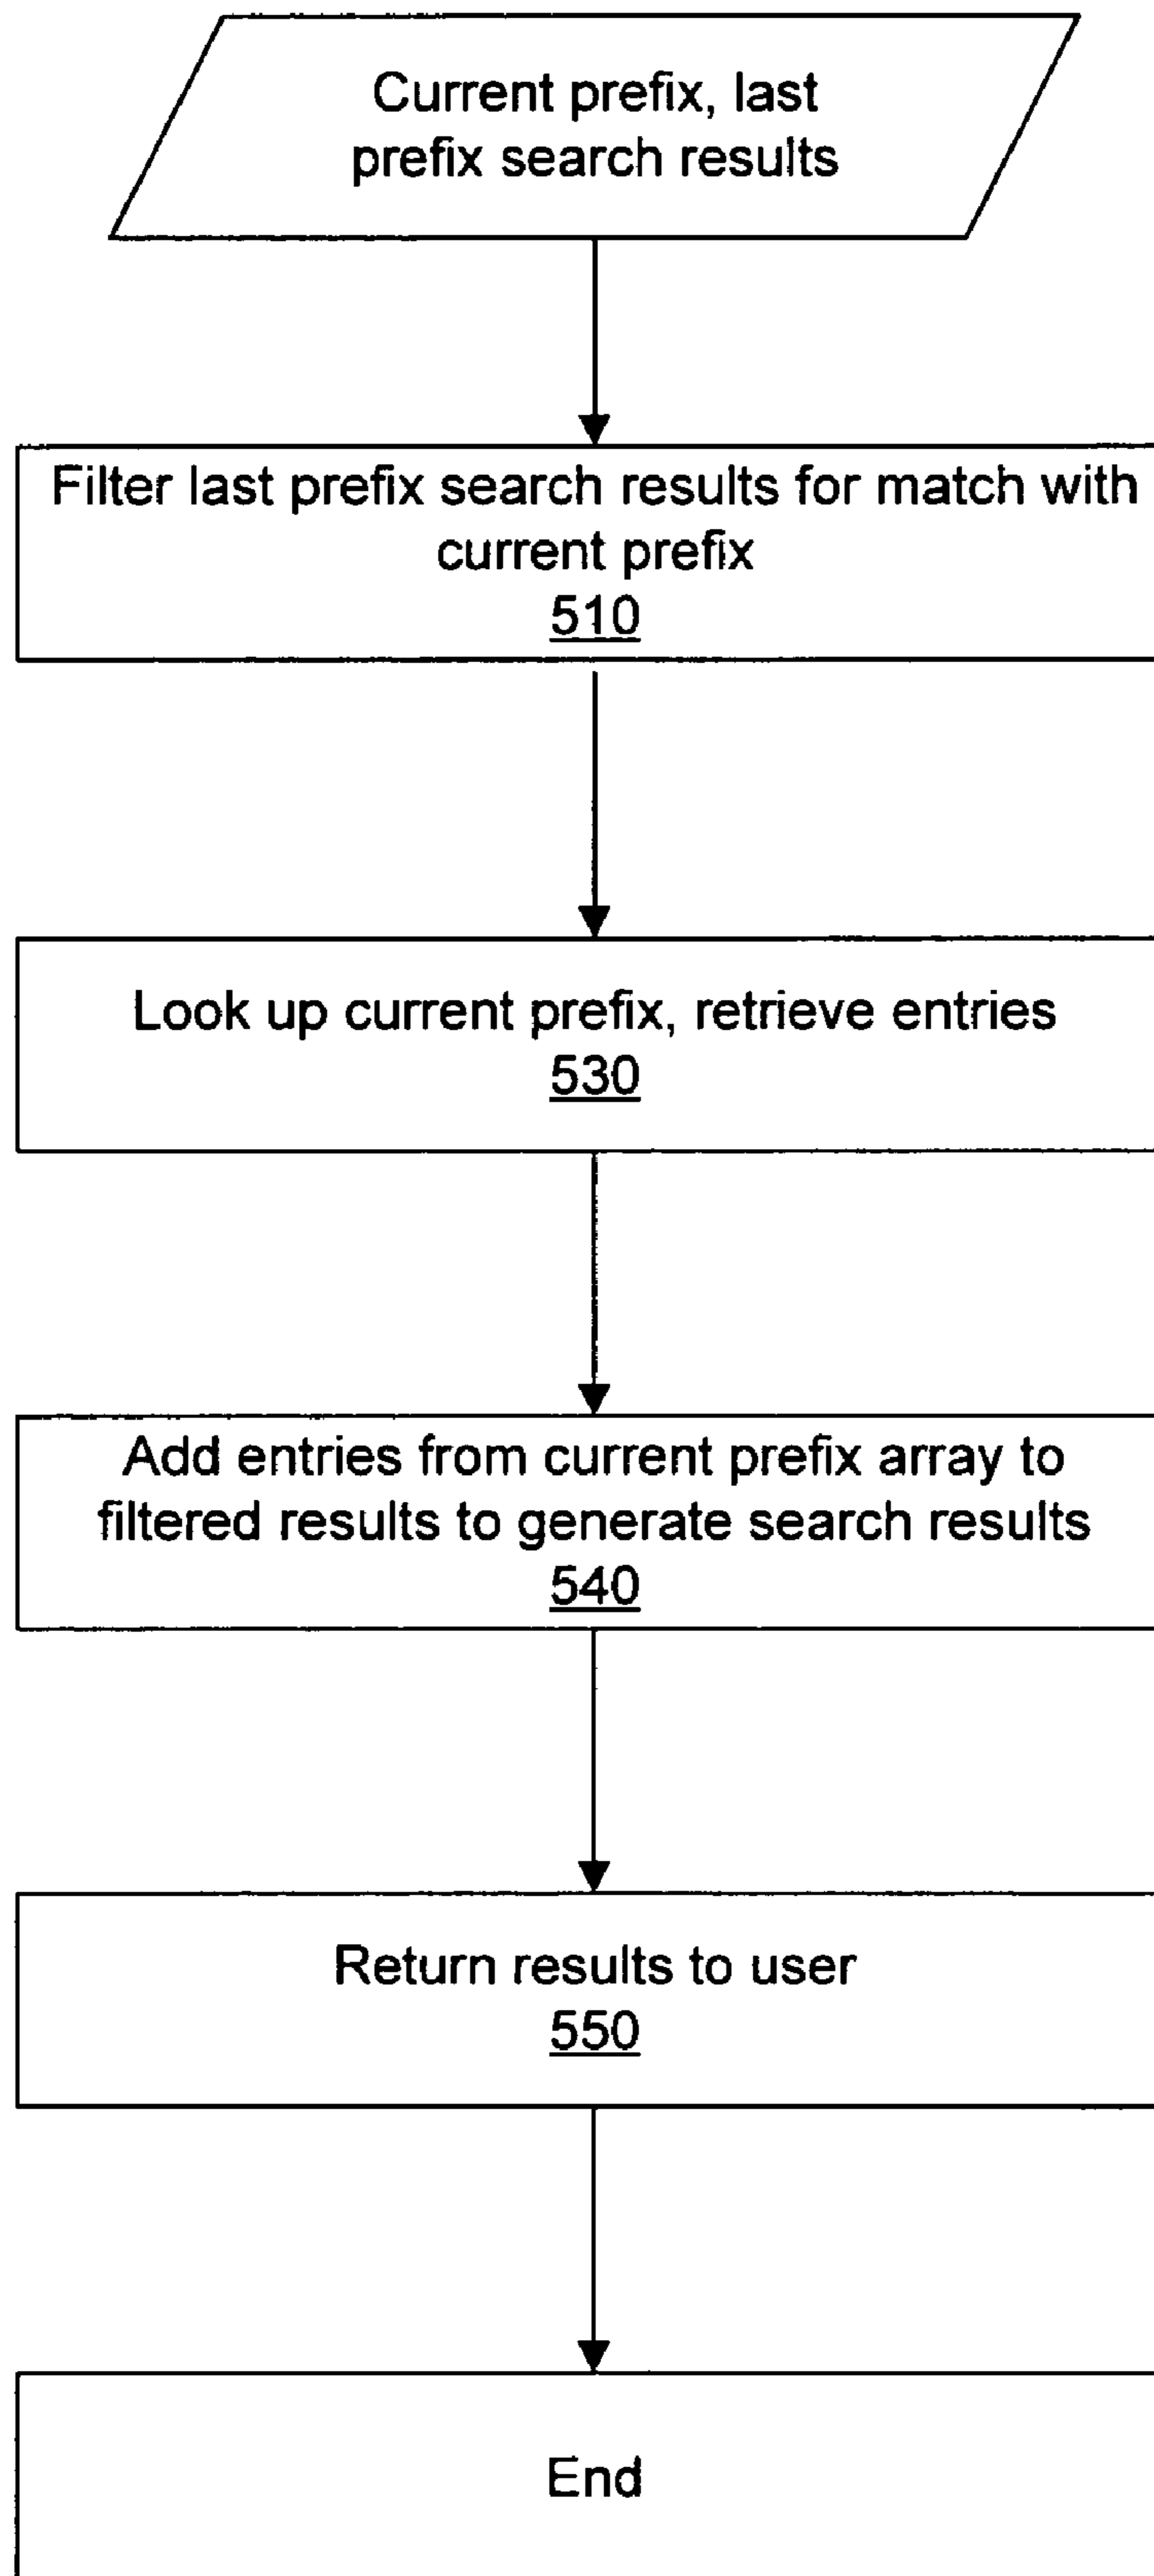 Current prefix, last
prefix search results
Filter last prefix search results for match with
current prefix
510
Look up current prefix, retrieve entries
530
Add entries from current prefix array to
filtered results to generate search results
540
Return results to user
550
End